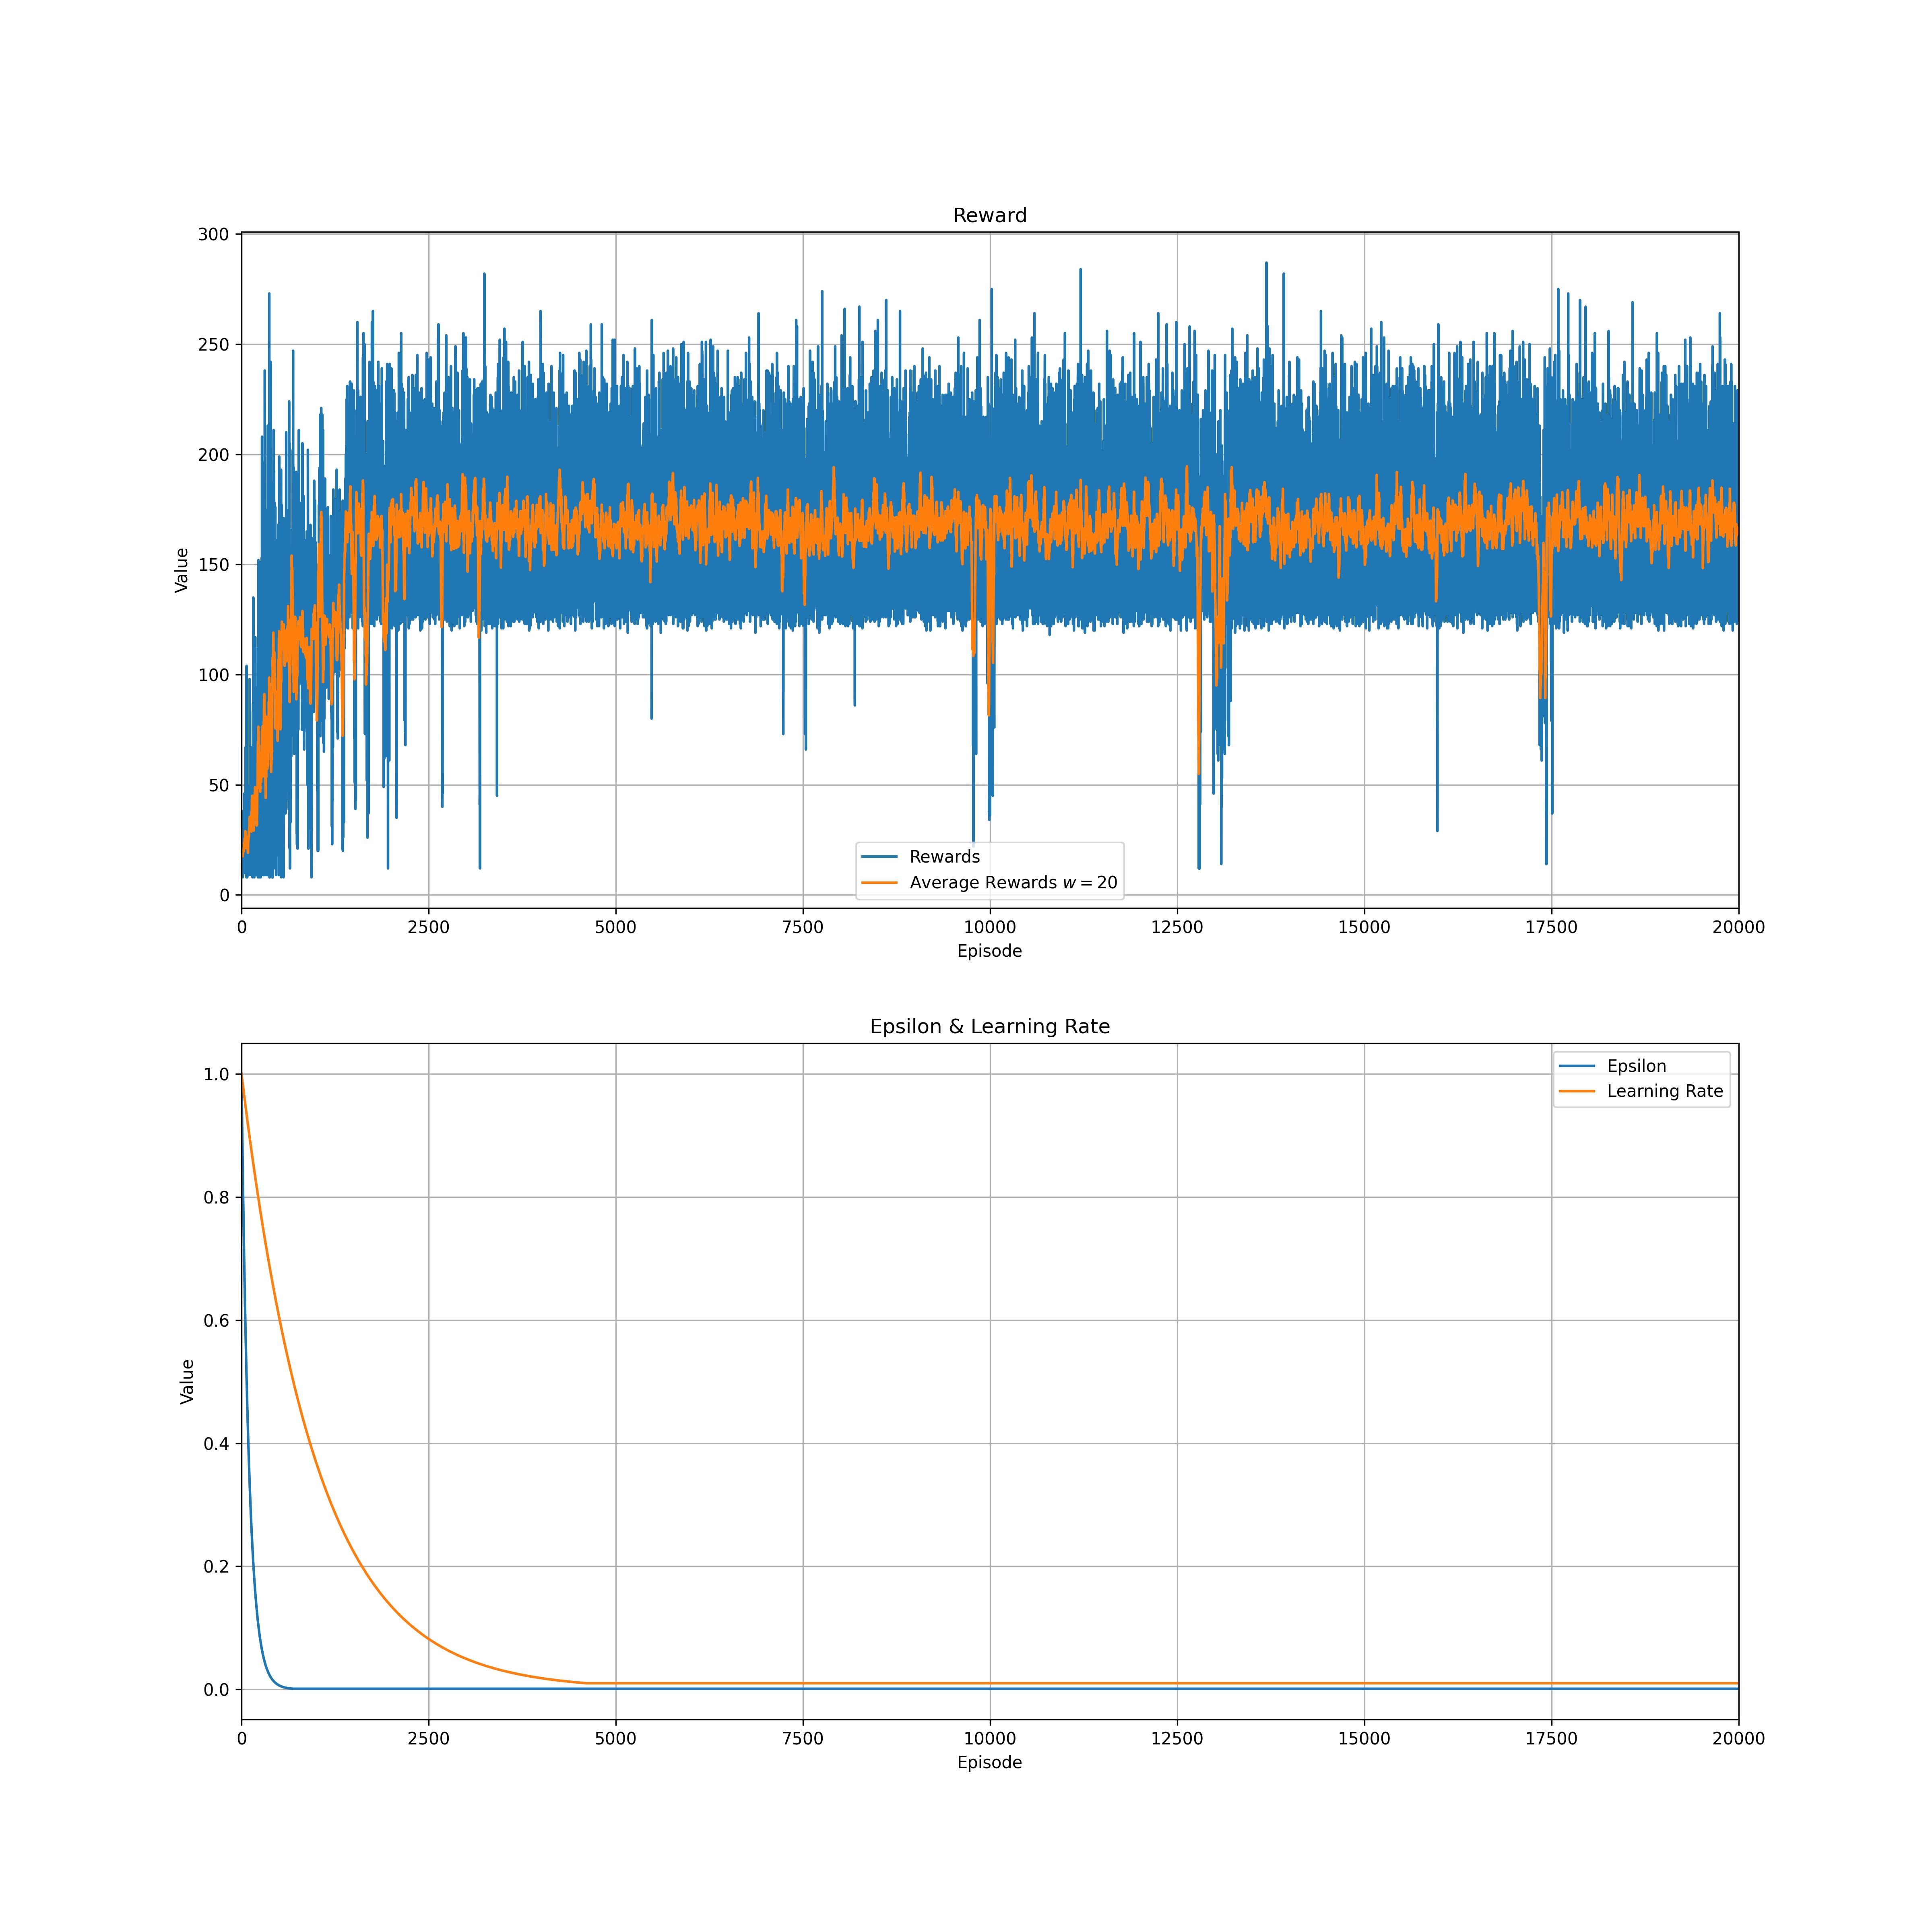 Reward
300
250
200
150
100
50
0
Value
Rewards
Average Rewards w = 20
0 2500 5000 7500 10000 12500 15000 17500 20000
Episode
Epsilon & Learning Rate
1.0
0.8
0.6
0.4
0.2
0.0
Value
Epsilon
Learning Rate
0 2500 5000 7500 10000 12500 15000 17500 20000
Episode